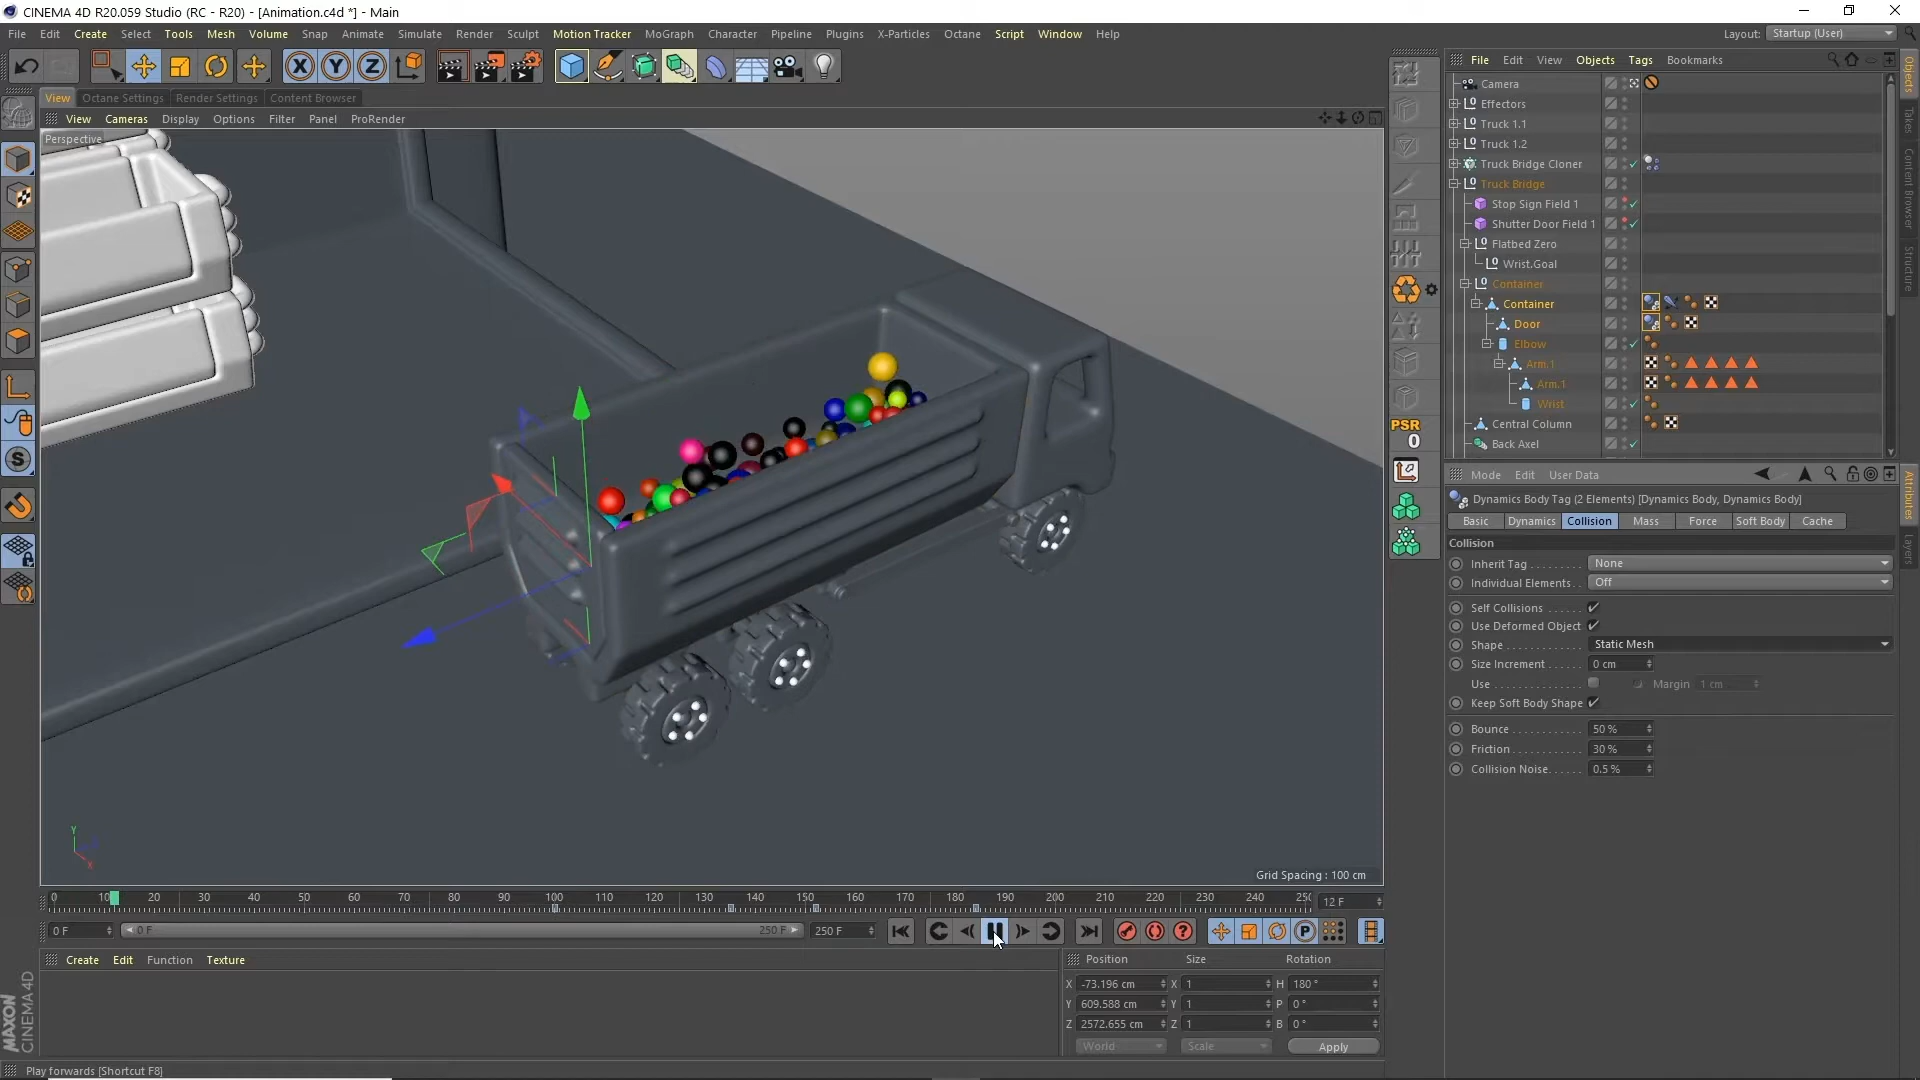 CINEMA 4D R20.059 Studio (RC - R20) - [Animation.c4d *] - Main
File Edit Create Select Tools Mesh Volume Snap Animate Simulate Render Sculpt Motion Tracker MoGraph Character Pipeline Plugins X-Particles Octane Script Window Help Layout: Startup (User)
X Y Z
File Edit View Objects Tags Bookmarks
View Octane Settings Render Settings Content Browser
View Cameras Display Options Filter Panel ProRender
Perspective
Camera
Effectors
Truck 1.1
Truck 1.2
Truck Bridge Cloner
Truck Bridge
Stop Sign Field 1
Shutter Door Field 1
Flatbed Zero
Wrist.Goal
Container
Container
Door
Elbow
Arm.1
Arm.1
Wrist
Central Column
Back Axel
Objects
Takes
Content Browser
Structure
PSR
0
S
Mode Edit User Data
Dynamics Body Tag (2 Elements) [Dynamics Body, Dynamics Body]
Basic Dynamics Collision Mass Force Soft Body Cache
Collision
Inherit Tag . . . . . . . . None
Individual Elements. . Off
Self Collisions . . . . . .
Use Deformed Object
Shape . . . . . . . . . . . . Static Mesh
Size Increment . . . . . . 0 cm
Use . . . . . . . . . . . . . . Margin 1 cm
Keep Soft Body Shape
Bounce . . . . . . . . . . . 50 %
Friction . . . . . . . . . . . 30 %
Collision Noise. . . . . . 0.5 %
Attributes
Layers
Y
X
Grid Spacing : 100 cm
0 10 20 30 40 50 60 70 80 90 100 110 120 130 140 150 160 170 180 190 200 210 220 230 240 250 12 F
0 F 0 F 250 F 250 F
Create Edit Function Texture
Position Size Rotation
X -73.196 cm X 1 H 180 °
Y 609.588 cm Y 1 P 0 °
Z 2572.655 cm Z 1 B 0 °
World Scale Apply
MAXON
CINEMA 4D
Play forwards [Shortcut F8]